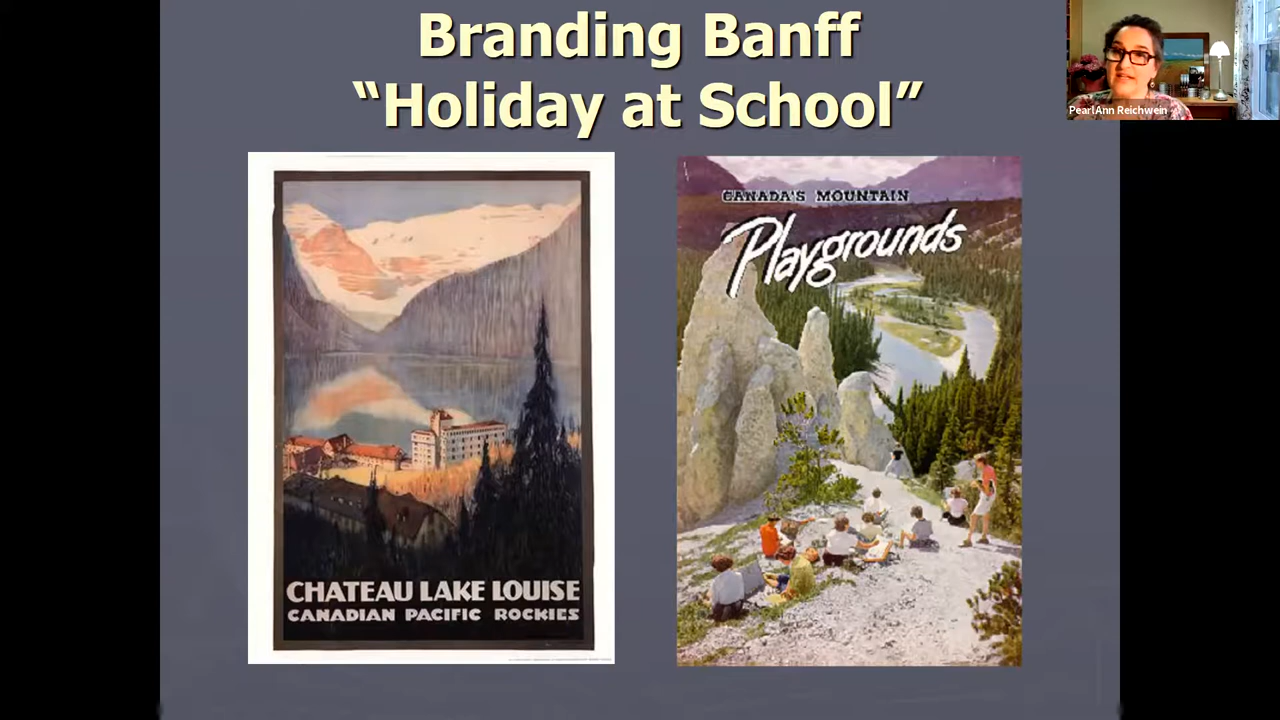 Branding Banff
“Holiday at School”
PearlAnn Reichwein
CANADA'S MOUNTAIN
Playgrounds
CHATEAU LAKE LOUISE
CANADIAN PACIFIC ROCKIES